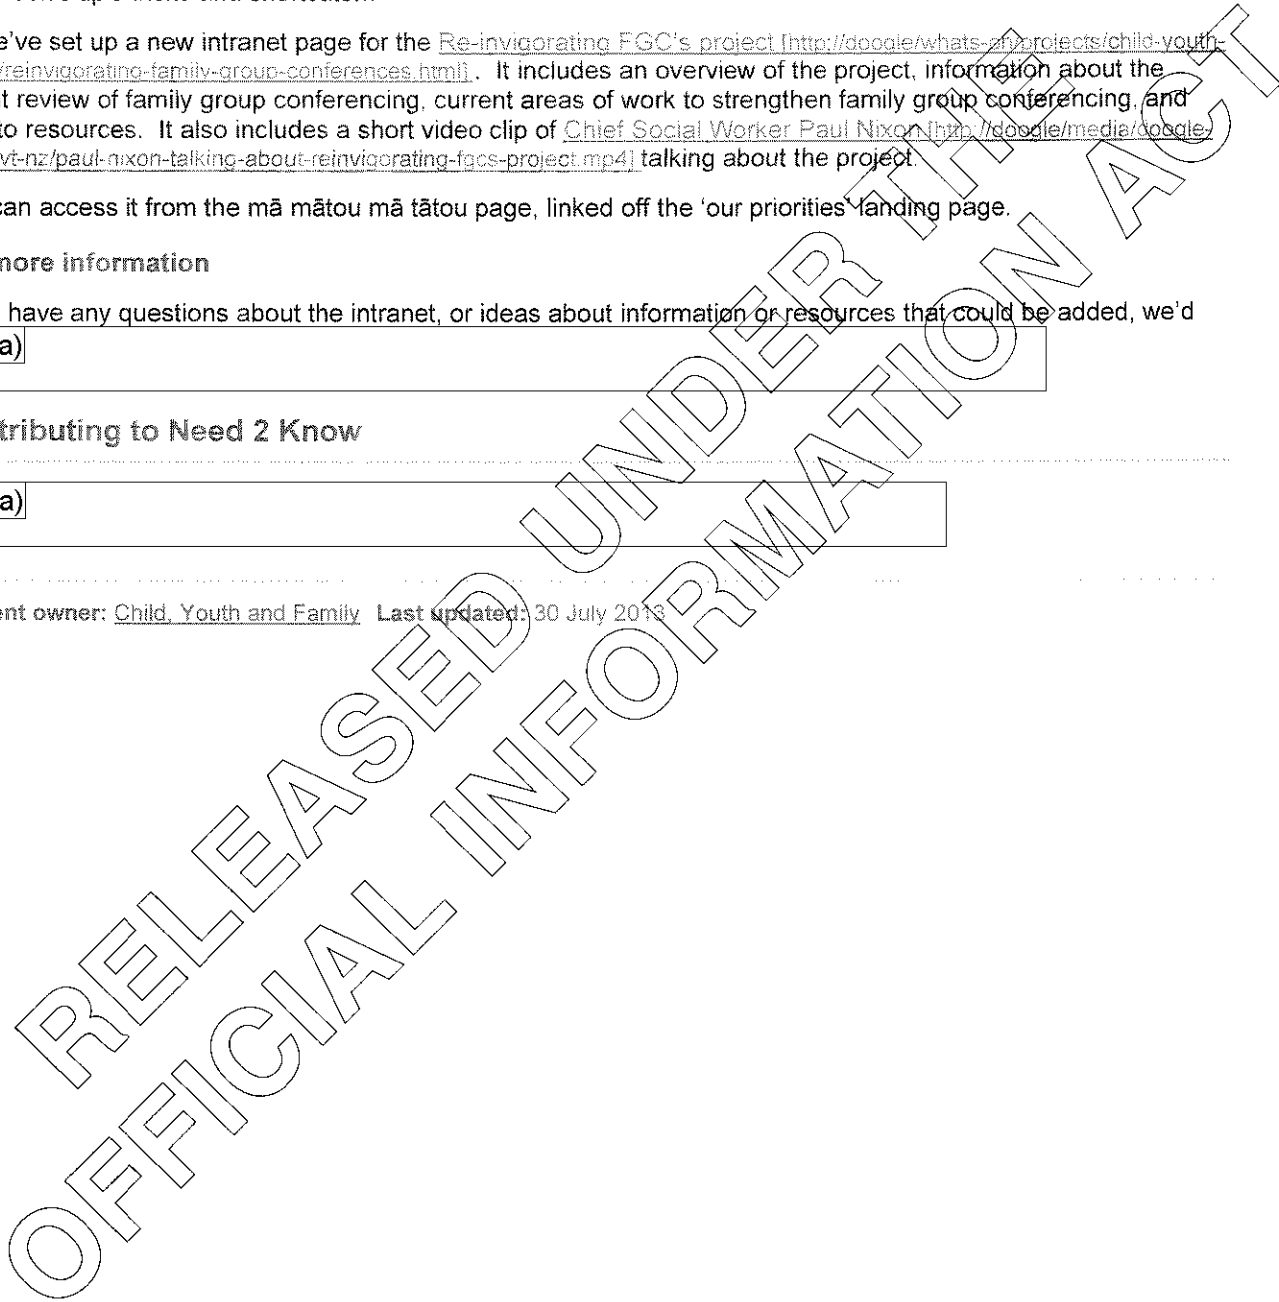 e've set up a new intranet page for the Re-invigorating FGC's project [http://doogle/whats-on/projects/child-youth-
/reinvigorating-family-group-conferences.html] . It includes an overview of the project, information about the
t review of family group conferencing, current areas of work to strengthen family group conferencing, and
to resources. It also includes a short video clip of Chief Social Worker Paul Nixon [http://doogle/media/doogle-
vt-nz/paul-nixon-talking-about-reinvigorating-fgcs-project.mp4] talking about the project.
can access it from the mā mātou mā tātou page, linked off the 'our priorities' landing page.
more information
have any questions about the intranet, or ideas about information or resources that could be added, we'd
a)
tributing to Need 2 Know
a)
ent owner: Child, Youth and Family Last updated: 30 July 2013
RELEASED UNDER THE
OFFICIAL INFORMATION ACT